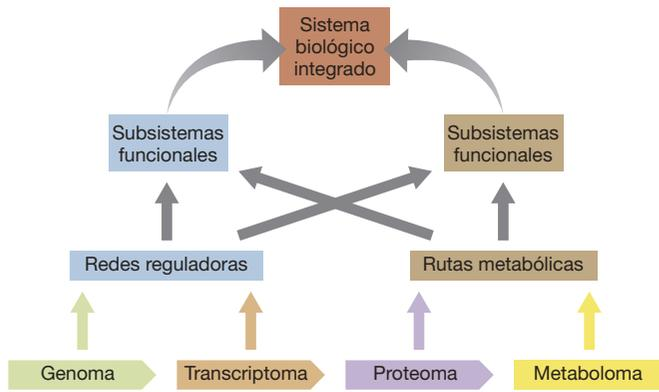 Sistema
biológico
integrado
Subsistemas
funcionales
Subsistemas
funcionales
Redes reguladoras
Rutas metabólicas
Genoma
Transcriptoma
Proteoma
Metaboloma